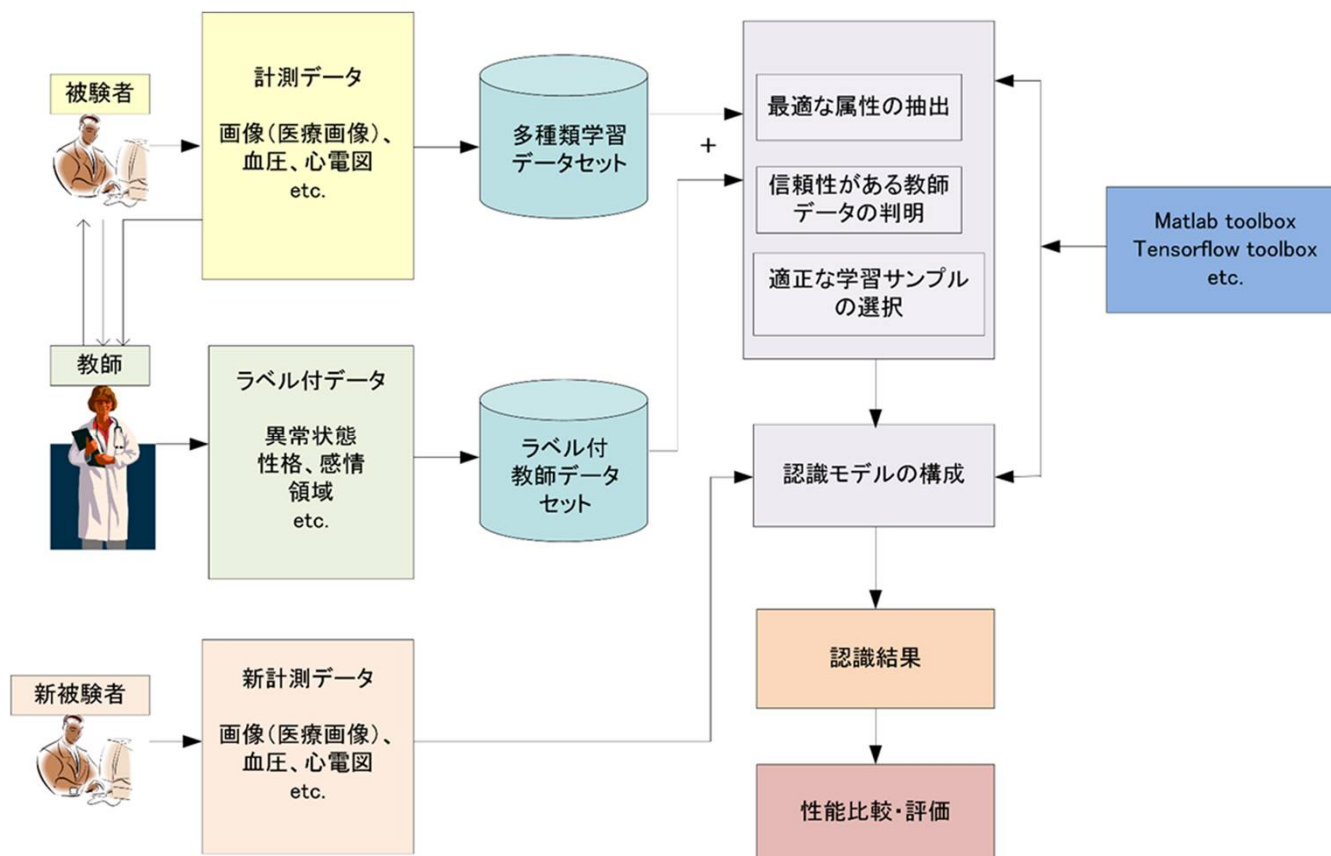 被験者
計測データ
画像(医療画像)、
血圧、心電図
etc.
多種類学習
データセット
+
最適な属性の抽出
信頼性がある教師
データの判明
適正な学習サンプル
の選択
Matlab toolbox
Tensorflow toolbox
etc.
教師
ラベル付データ
異常状態
性格、感情
領域
etc.
ラベル付
教師データ
セット
認識モデルの構成
新被験者
新計測データ
画像(医療画像)、
血圧、心電図
etc.
認識結果
性能比較・評価